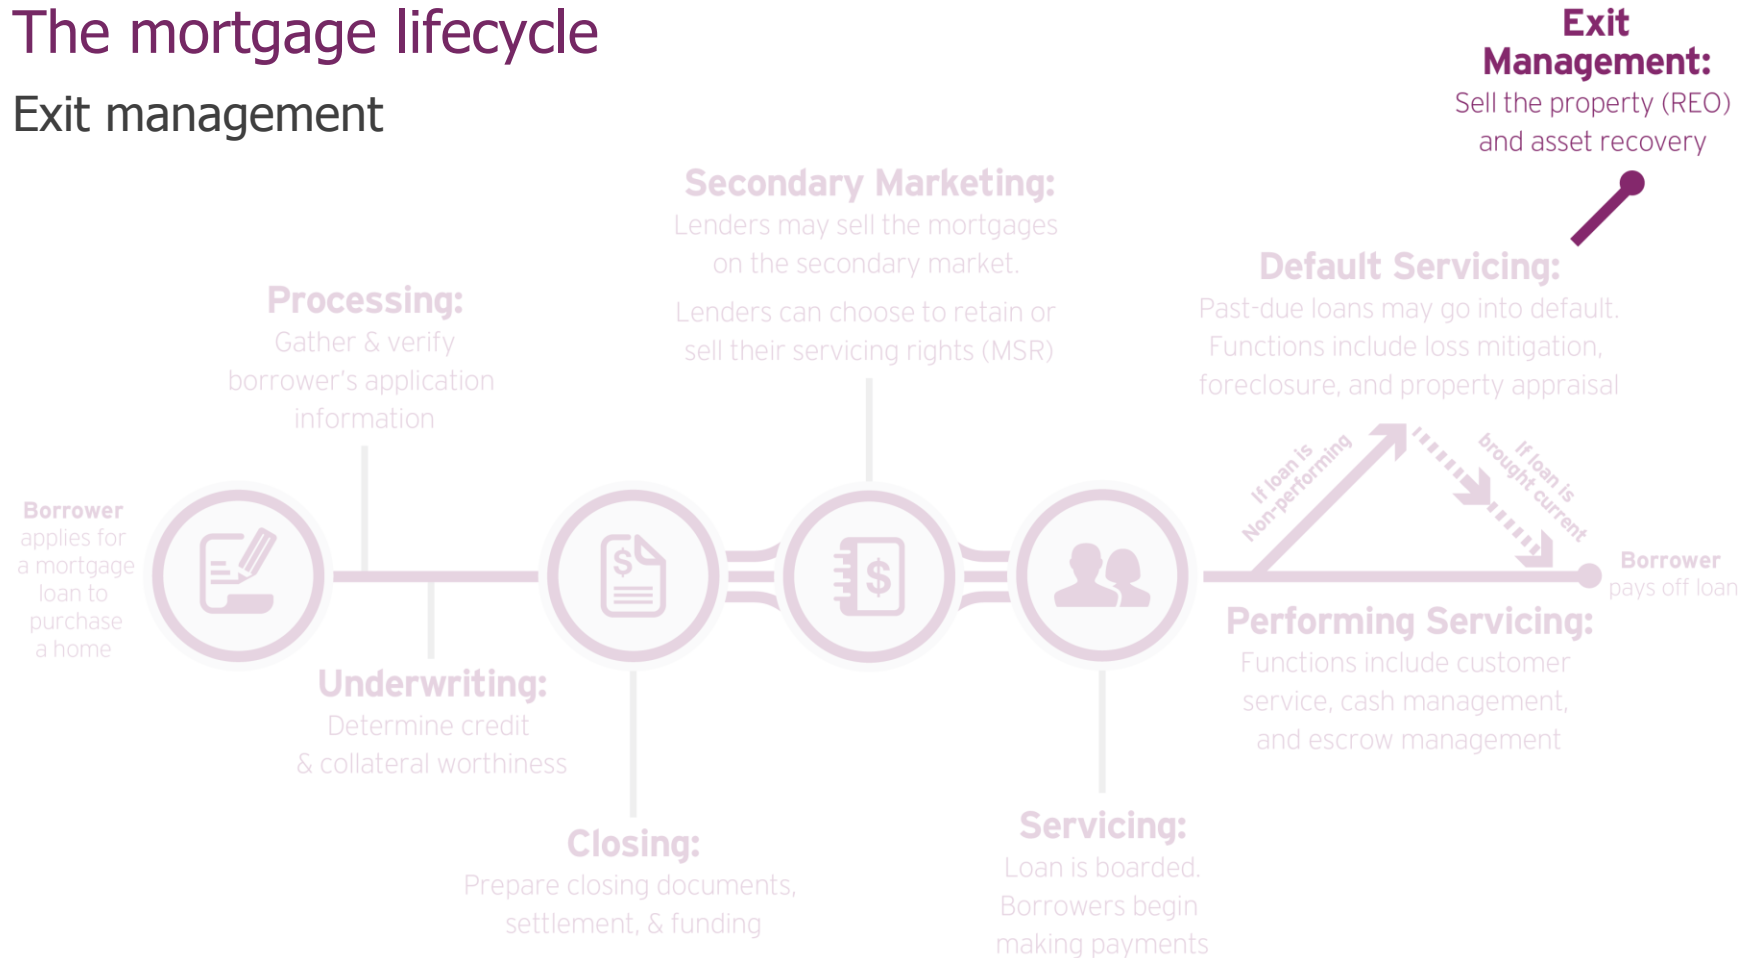 The mortgage lifecycle
Exit management
Exit
Management:
Sell the property (REO)
and asset recovery
Secondary Marketing:
Lenders may sell the mortgages
on the secondary market.
Lenders can choose to retain or
sell their servicing rights (MSR)
Default Servicing:
Past-due loans may go into default.
Functions include loss mitigation,
foreclosure, and property appraisal
Processing:
Gather & verify
borrower's application
information
If loan is
Non-performing
If loan is
brought current
Borrower
applies for
a mortgage
loan to
purchase
a home
$
$
Borrower
pays off loan
Underwriting:
Determine credit
& collateral worthiness
Performing Servicing:
Functions include customer
service, cash management,
and escrow management
Closing:
Prepare closing documents,
settlement, & funding
Servicing:
Loan is boarded.
Borrowers begin
making payments